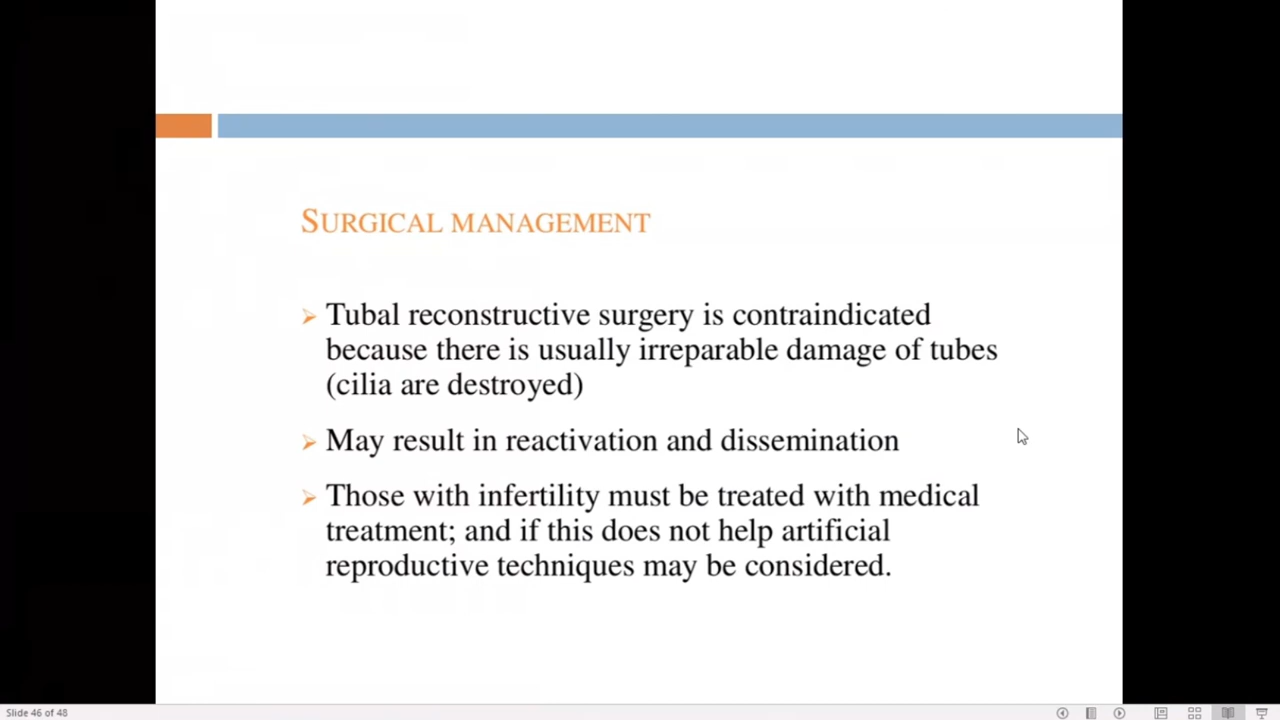 SURGICAL MANAGEMENT
Tubal reconstructive surgery is contraindicated
because there is usually irreparable damage of tubes
(cilia are destroyed)
May result in reactivation and dissemination
Those with infertility must be treated with medical
treatment; and if this does not help artificial
reproductive techniques may be considered.
Slide 46 of 48